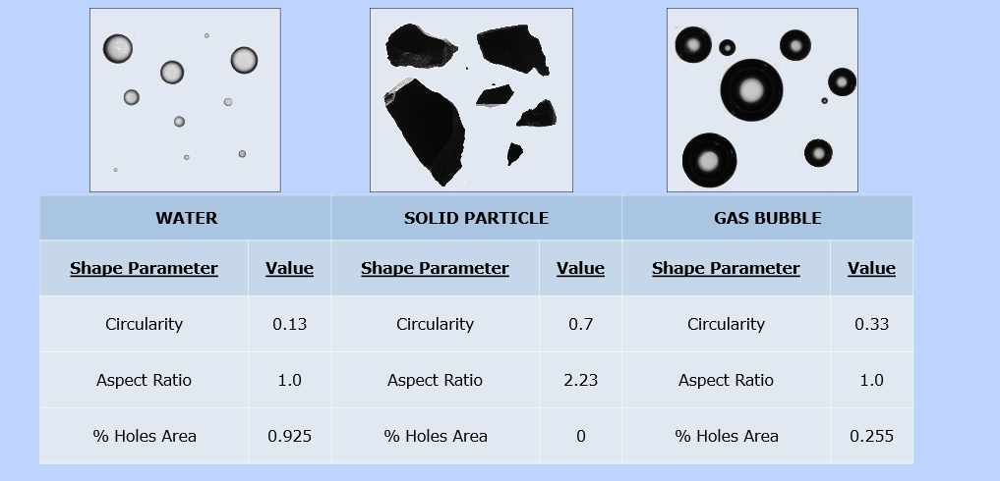 WATER SOLID PARTICLE GAS BUBBLE
Shape Parameter Value Shape Parameter Value Shape Parameter Value
Circularity 0.13 Circularity 0.7 Circularity 0.33
Aspect Ratio 1.0 Aspect Ratio 2.23 Aspect Ratio 1.0
% Holes Area 0.925 % Holes Area 0 % Holes Area 0.255